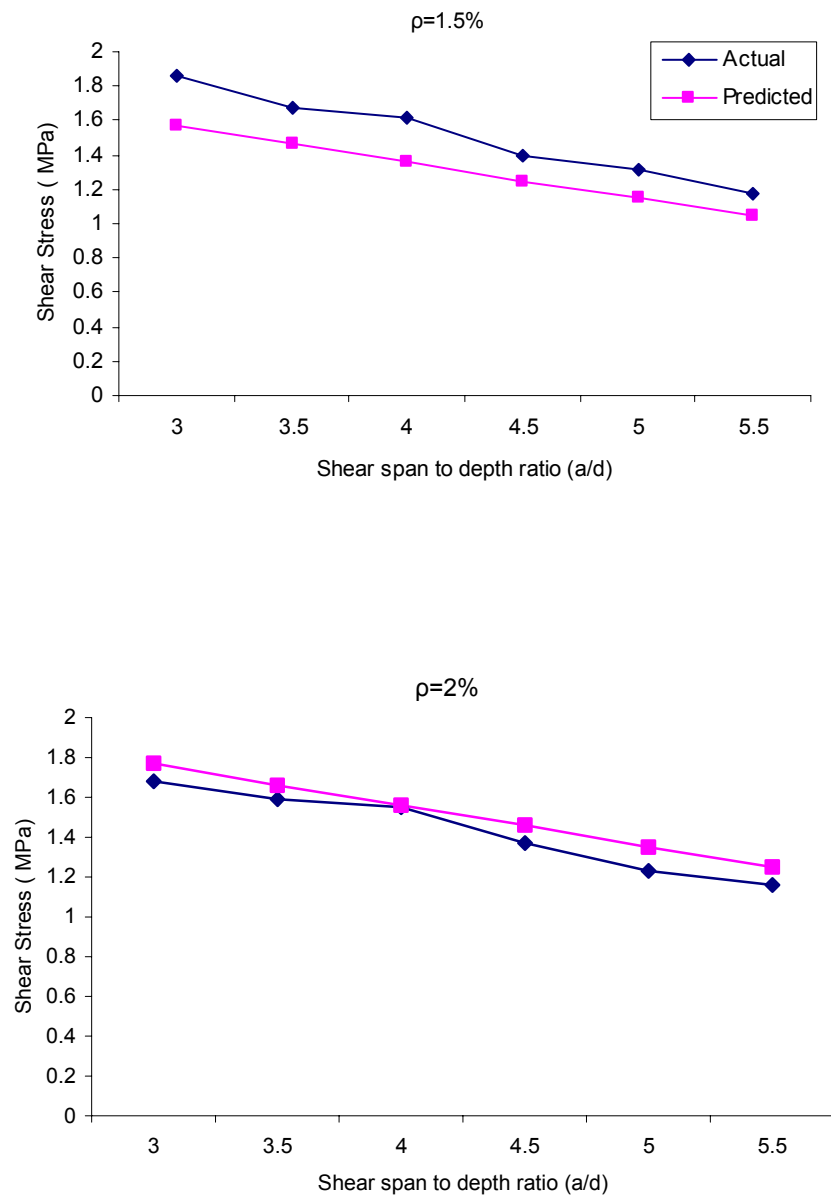 ρ=1.5%
Actual
Predicted
Shear Stress ( MPa)
2
1.8
1.6
1.4
1.2
1
0.8
0.6
0.4
0.2
0
3 3.5 4 4.5 5 5.5
Shear span to depth ratio (a/d)
ρ=2%
Shear Stress ( MPa)
2
1.8
1.6
1.4
1.2
1
0.8
0.6
0.4
0.2
0
3 3.5 4 4.5 5 5.5
Shear span to depth ratio (a/d)